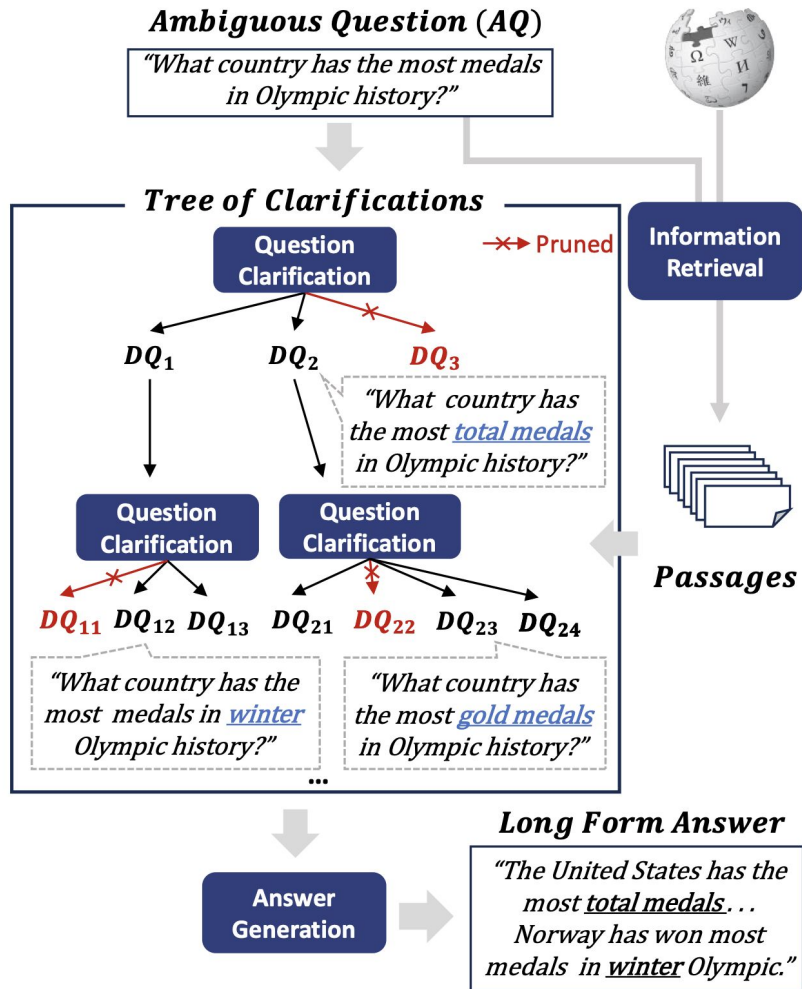 Ambiguous Question (AQ)
“What country has the most medals
in Olympic history?”
Ω W И 維
Tree of Clarifications
Question
Clarification
Pruned
Information
Retrieval
DQ₁ DQ₂ DQ₃
“What country has
the most total medals
in Olympic history?”
Question
Clarification
Question
Clarification
Passages
DQ₁₁ DQ₁₂ DQ₁₃ DQ₂₁ DQ₂₂ DQ₂₃ DQ₂₄
“What country has the
most medals in winter
Olympic history?”
“What country has
the most gold medals
in Olympic history?”
...
Long Form Answer
Answer
Generation
“The United States has the
most total medals...
Norway has won most
medals in winter Olympic.”